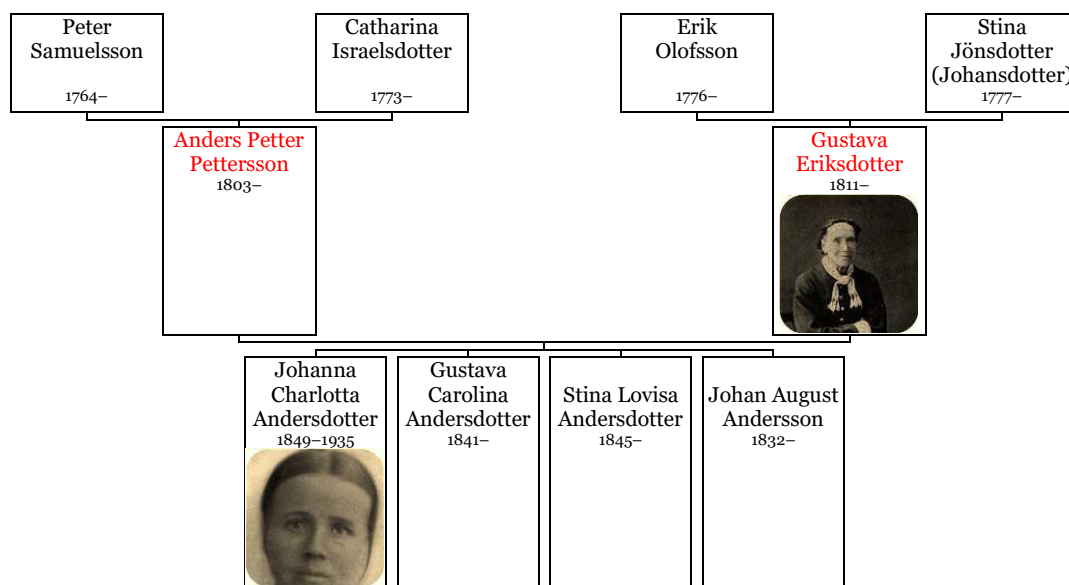 Peter
Samuelsson
1764–
Catharina
Israelsdotter
1773–
Erik
Olofsson
1776–
Stina
Jönsdotter
(Johansdotter)
1777–
Anders Petter
Pettersson
1803–
Gustava
Eriksdotter
1811–
Johanna
Charlotta
Andersdotter
1849–1935
Gustava
Carolina
Andersdotter
1841–
Stina Lovisa
Andersdotter
1845–
Johan August
Andersson
1832–